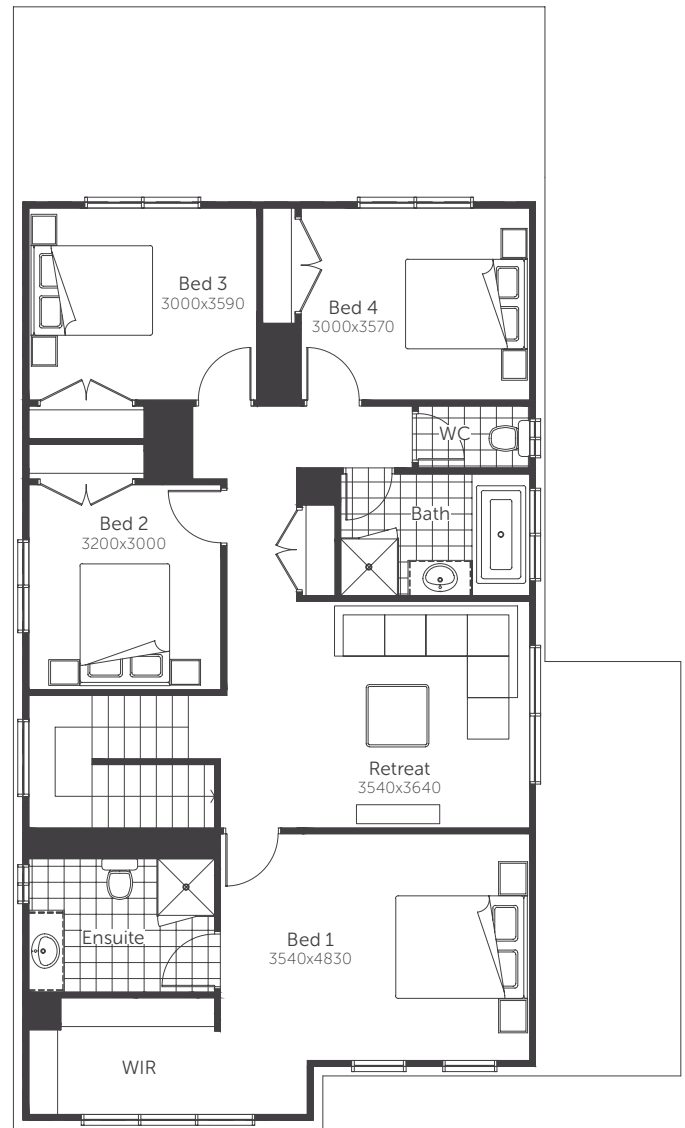 Bed 3
3000x3590
Bed 4
3000x3570
WC
Bath
Bed 2
3200x3000
Retreat
3540x3640
Ensuite
Bed 1
3540x4830
WIR